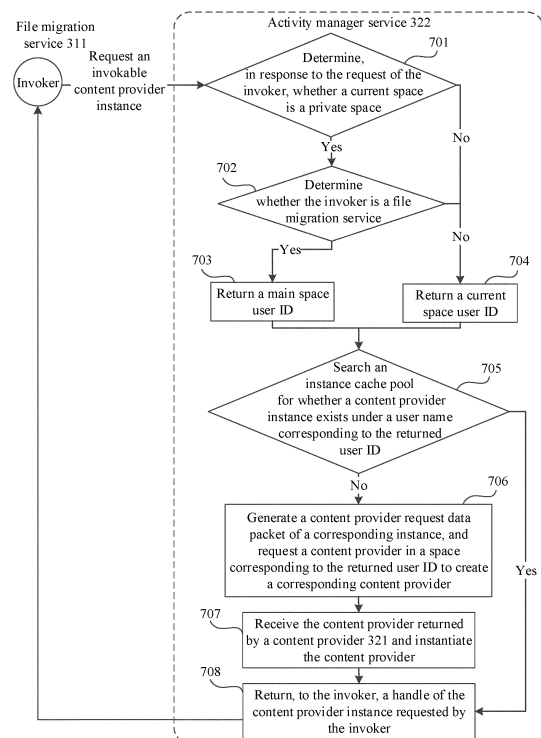 Activity manager service 322
File migration
service 311
Invoker
Request an
invokable
content provider
instance
701
Determine,
in response to the request of the
invoker, whether a current space
is a private space
Yes
No
702
Determine
whether the invoker is a file
migration service
Yes
No
703
Return a main space
user ID
704
Return a current
space user ID
705
Search an
instance cache pool
for whether a content provider
instance exists under a user name
corresponding to the returned
user ID
No
Yes
706
Generate a content provider request data
packet of a corresponding instance, and
request a content provider in a space
corresponding to the returned user ID to create
a corresponding content provider
707
Receive the content provider returned
by a content provider 321 and instantiate
the content provider
708
Return, to the invoker, a handle of the
content provider instance requested by
the invoker